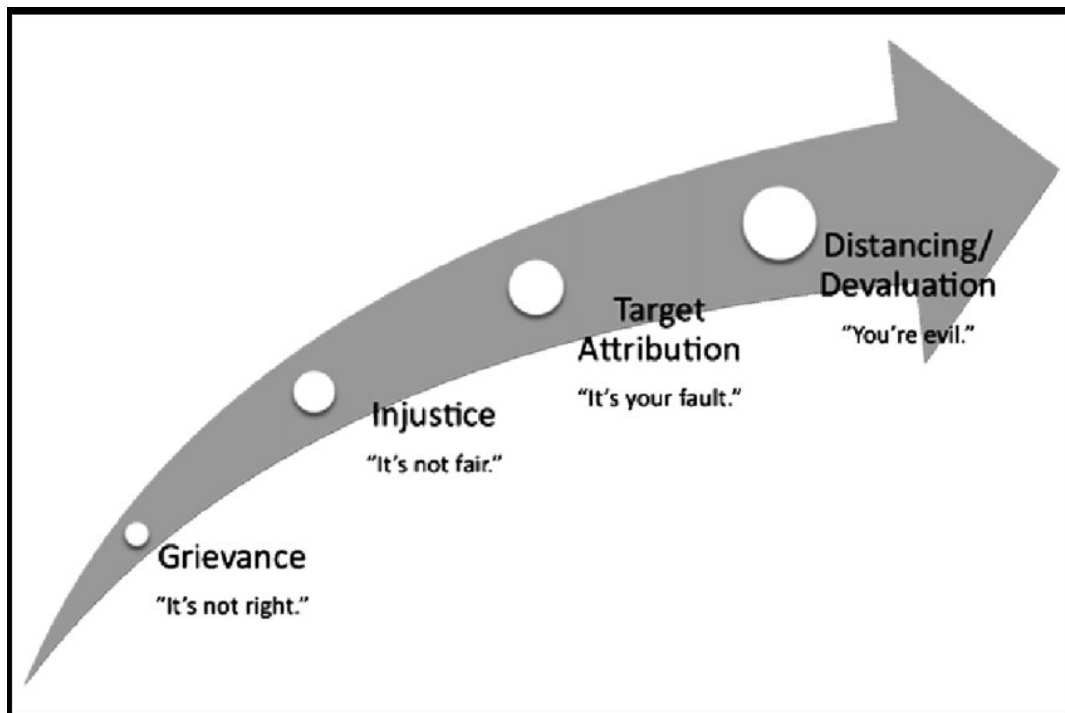 Grievance
“It’s not right.”
Injustice
“It’s not fair.”
Target
Attribution
“It’s your fault.”
Distancing/
Devaluation
“You’re evil.”